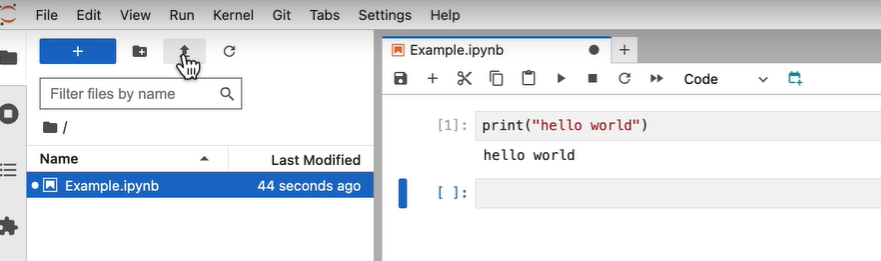 File Edit View Run Kernel Git Tabs Settings Help
+
Filter files by name
/
Name Last Modified
Example.ipynb 44 seconds ago
Example.ipynb
+
Code
[1]: print("hello world")
hello world
[ ]: